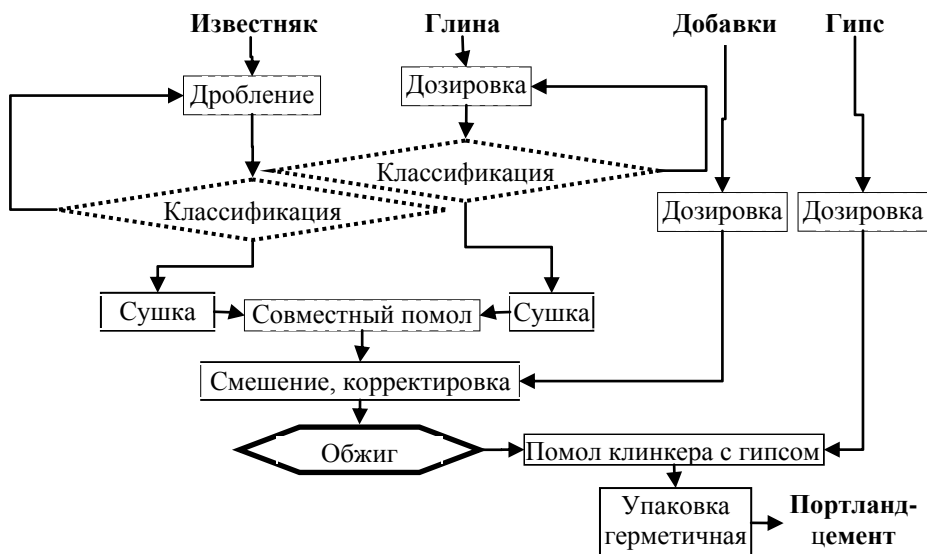 Известняк Глина Добавки Гипс
Дробление
Дозировка
Классификация
Классификация
Дозировка
Дозировка
Сушка
Совместный помол
Сушка
Смешение, корректировка
Обжиг
Помол клинкера с гипсом
Упаковка
герметичная
Портланд-
цемент